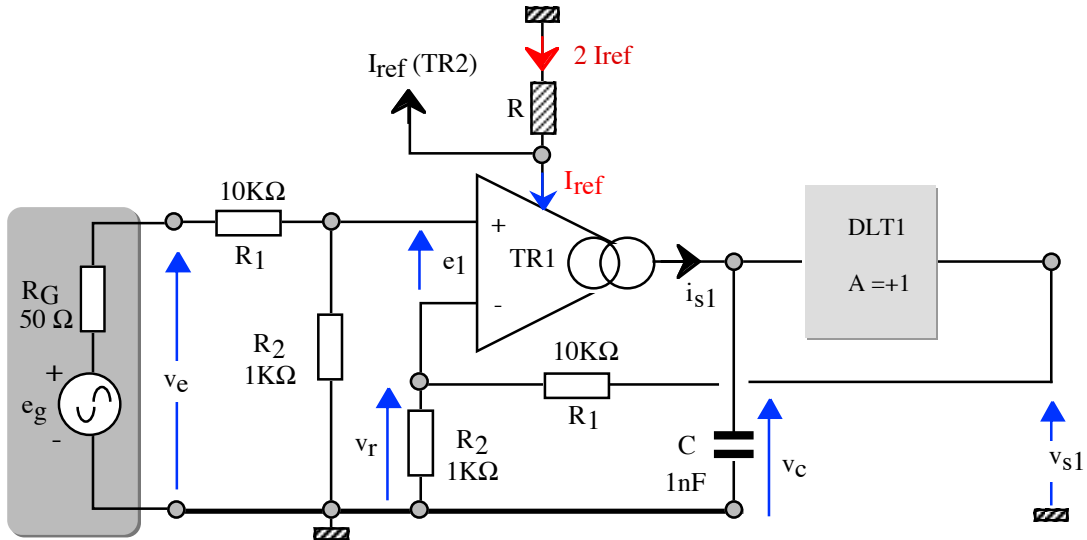 2 Iref
Iref (TR2)
R
Iref
10KΩ
R1
+
TR1
-
e1
is1
DLT1
A =+1
RG
50 Ω
+
eg
-
ve
R2
1KΩ
10KΩ
R1
vr
R2
1KΩ
C
1nF
vc
vs1